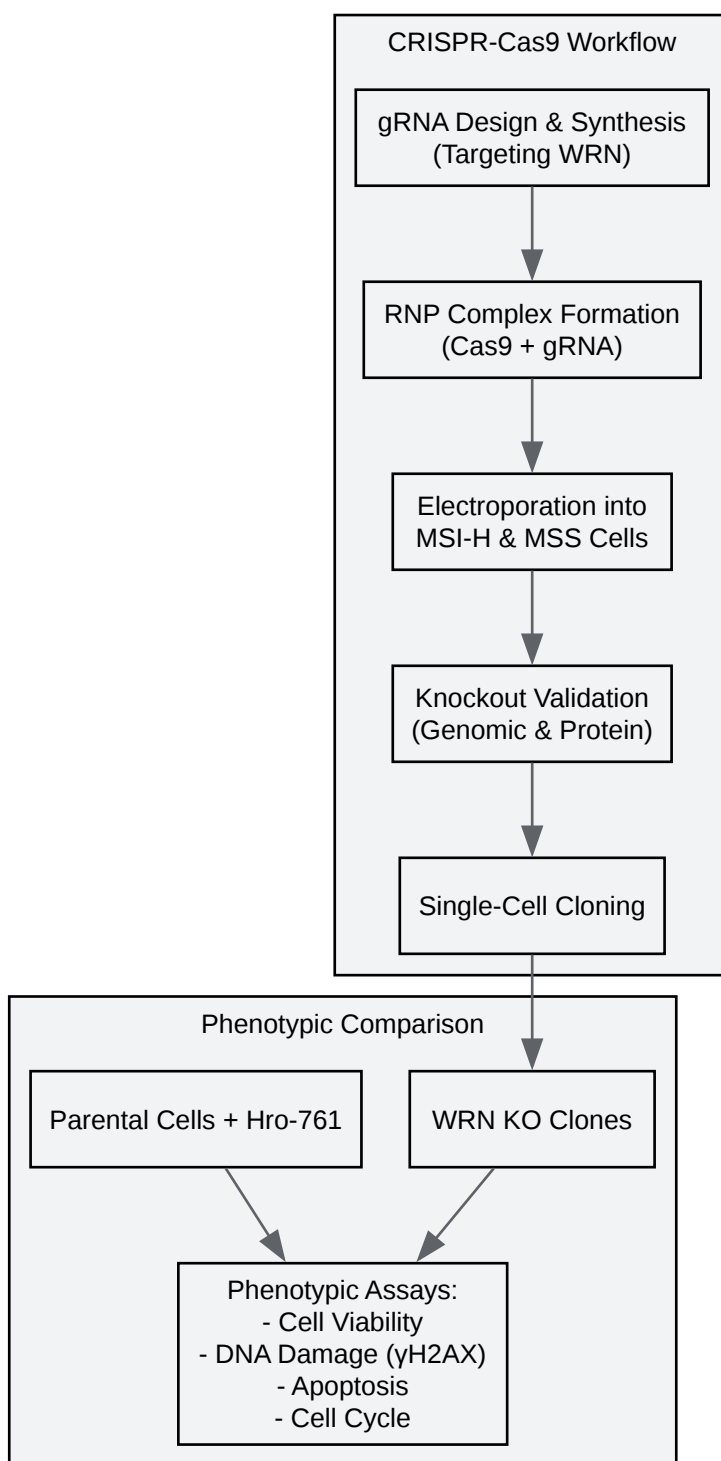 CRISPR-Cas9 Workflow
gRNA Design & Synthesis
(Targeting WRN)
RNP Complex Formation
(Cas9 + gRNA)
Electroporation into
MSI-H & MSS Cells
Knockout Validation
(Genomic & Protein)
Single-Cell Cloning
Phenotypic Comparison
Parental Cells + Hro-761
WRN KO Clones
Phenotypic Assays:
- Cell Viability
- DNA Damage (γH2AX)
- Apoptosis
- Cell Cycle